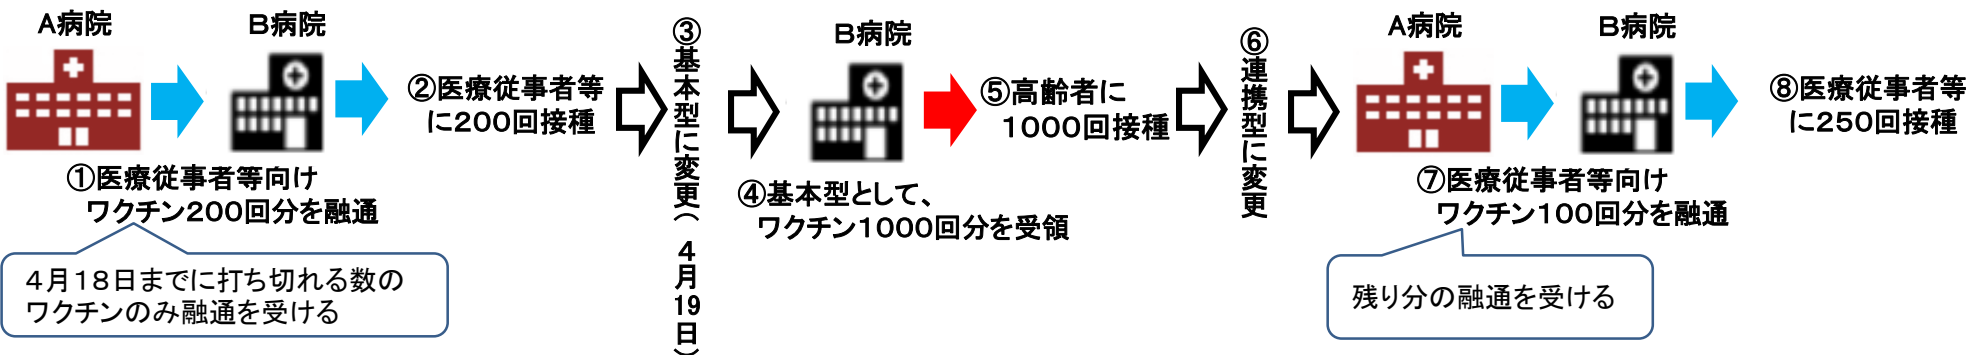 A病院
B病院
①医療従事者等向け
ワクチン200回分を融通
4月18日までに打ち切れる数の
ワクチンのみ融通を受ける
②医療従事者等
に200回接種
③基本型に変更(4月19日)
B病院
④基本型として、
ワクチン1000回分を受領
⑤高齢者に
1000回接種
⑥連携型に変更
A病院
B病院
⑦医療従事者等向け
ワクチン100回分を融通
残り分の融通を受ける
⑧医療従事者等
に250回接種